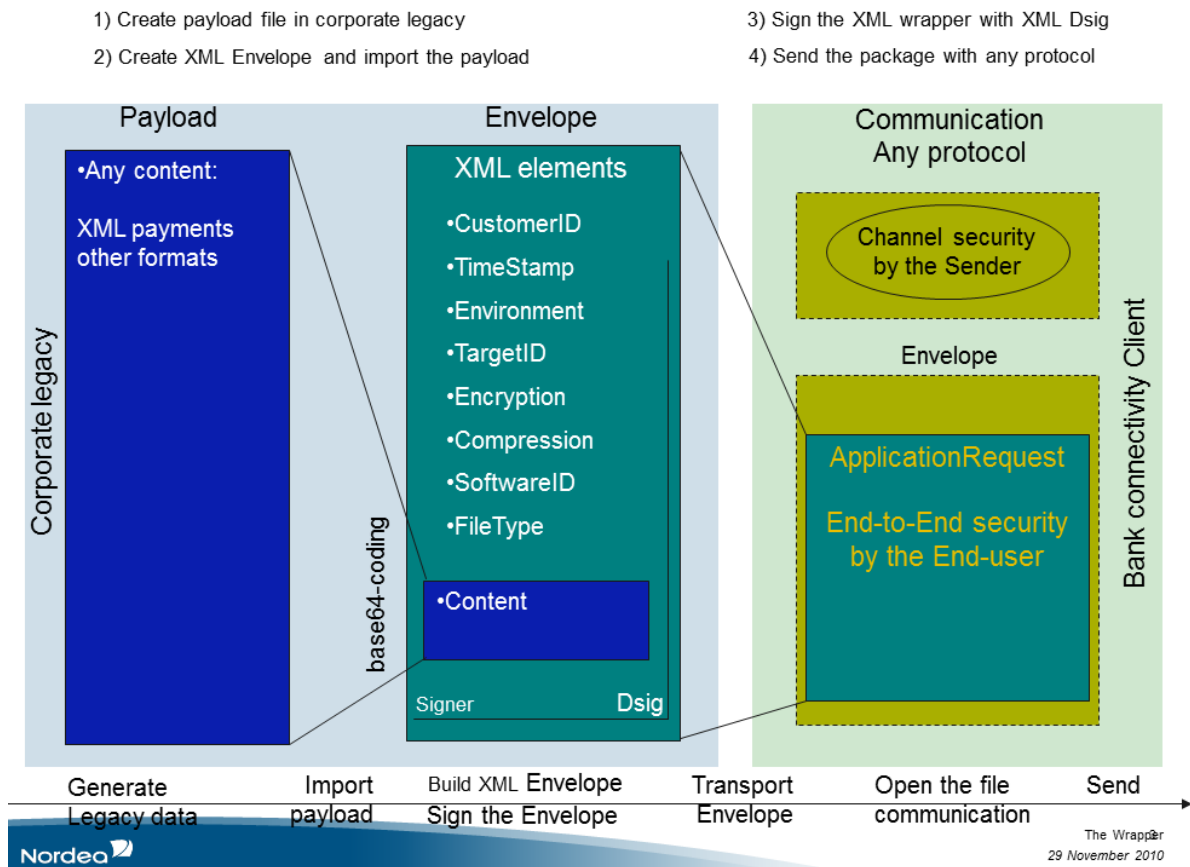 1) Create payload file in corporate legacy
2) Create XML Envelope and import the payload
3) Sign the XML wrapper with XML Dsig
4) Send the package with any protocol
Payload
•Any content:
XML payments
other formats
Corporate legacy
Envelope
XML elements
•CustomerID
•TimeStamp
•Environment
•TargetID
•Encryption
•Compression
•SoftwareID
•FileType
base64-coding
•Content
Signer
Dsig
Communication
Any protocol
Channel security
by the Sender
Envelope
ApplicationRequest
End-to-End security
by the End-user
Bank connectivity Client
Generate
Legacy data
Import
payload
Build XML Envelope
Sign the Envelope
Transport
Envelope
Open the file
communication
Send
Nordea
The Wrapper
3
29 November 2010